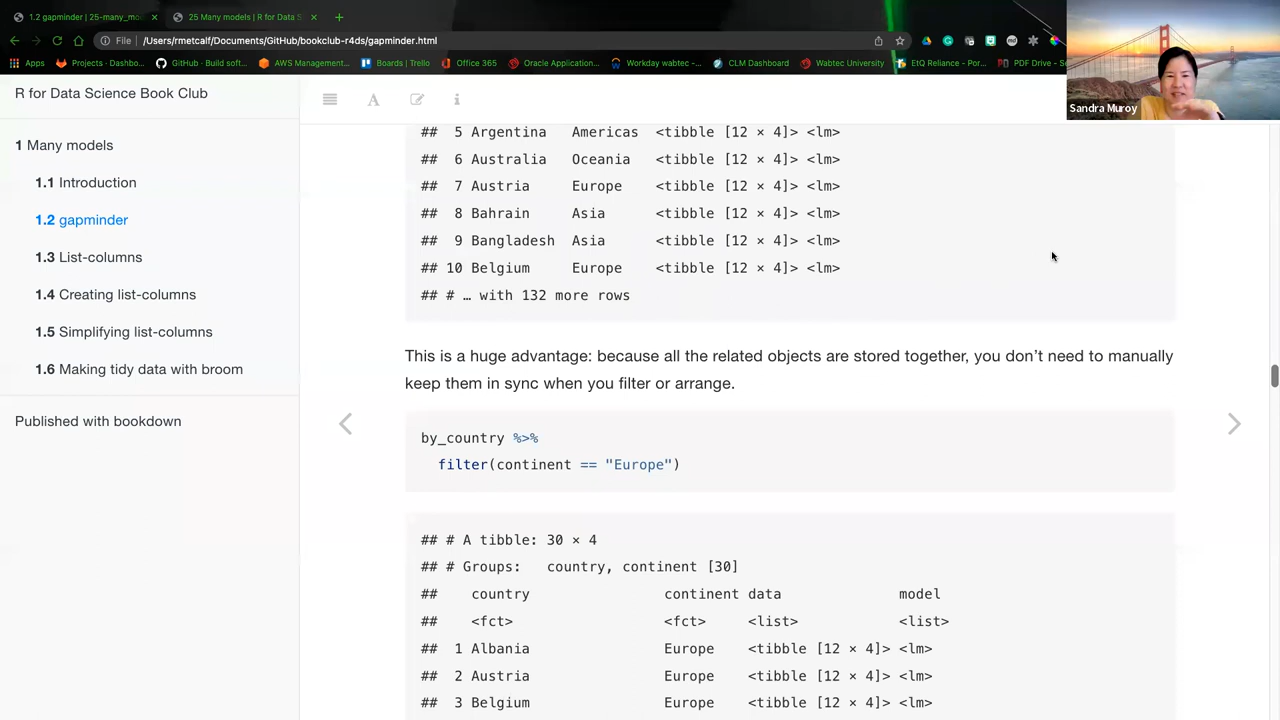 1.2 gapminder | 25-many_mo
25 Many models | R for Data S
File
/Users/rmetcalf/Documents/GitHub/bookclub-r4ds/gapminder.html
Apps
Projects - Dashbo...
GitHub · Build soft...
AWS Management...
Boards | Trello
Office 365
Oracle Application...
Workday wabtec -...
CLM Dashboard
Wabtec University
EtQ Reliance - Por...
PDF Drive - Se
Sandra Muroy
R for Data Science Book Club
1 Many models
1.1 Introduction
1.2 gapminder
1.3 List-columns
1.4 Creating list-columns
1.5 Simplifying list-columns
1.6 Making tidy data with broom
Published with bookdown
##  5 Argentina   Americas  <tibble [12 × 4]> <lm>
##  6 Australia   Oceania   <tibble [12 × 4]> <lm>
##  7 Austria     Europe    <tibble [12 × 4]> <lm>
##  8 Bahrain     Asia      <tibble [12 × 4]> <lm>
##  9 Bangladesh  Asia      <tibble [12 × 4]> <lm>
## 10 Belgium     Europe    <tibble [12 × 4]> <lm>
## # … with 132 more rows
This is a huge advantage: because all the related objects are stored together, you don’t need to manually
keep them in sync when you filter or arrange.
by_country %>%
  filter(continent == "Europe")
## # A tibble: 30 × 4
## # Groups:   country, continent [30]
##    country                continent data              model
##    <fct>                  <fct>     <list>            <list>
##  1 Albania                Europe    <tibble [12 × 4]> <lm>
##  2 Austria                Europe    <tibble [12 × 4]> <lm>
##  3 Belgium                Europe    <tibble [12 × 4]> <lm>